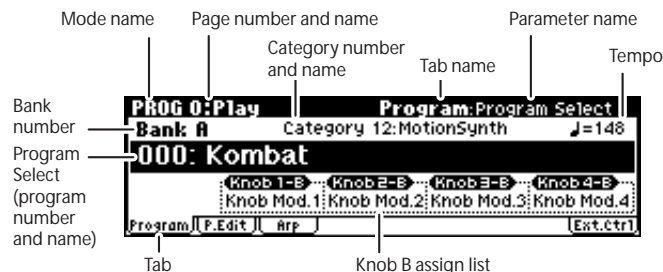 Mode name
Page number and name
Parameter name
Category number
and name
Tab name
Tempo
PROG 0:Play
Program:Program Select
Bank
number
Bank A
Category 12:MotionSynth
♩=148
Program
Select
(program
number
and name)
000: Kombat
Knob 1-B
Knob 2-B
Knob 3-B
Knob 4-B
Knob Mod.1
Knob Mod.2
Knob Mod.3
Knob Mod.4
Program
P.Edit
Arp
Ext.Ctrl
Tab
Knob B assign list